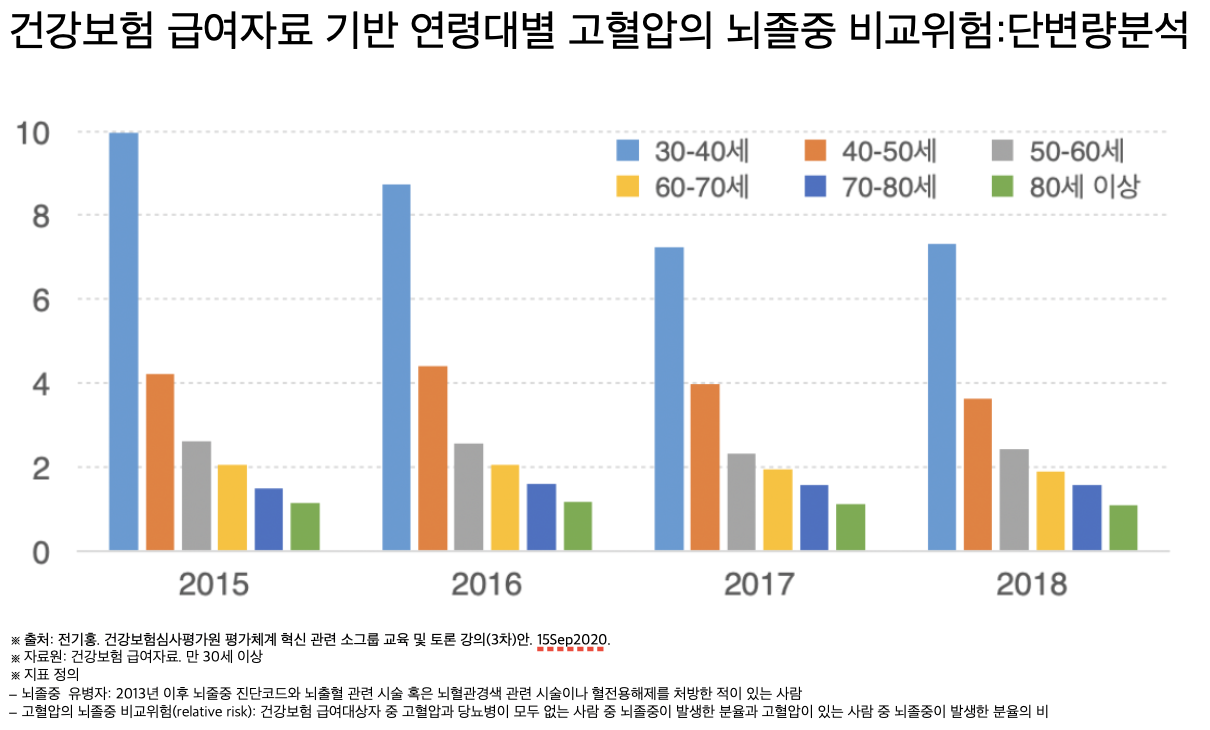 건강보험 급여자료 기반 연령대별 고혈압의 뇌졸중 비교위험:단변량분석
10
8
6
4
2
0
30-40세 40-50세 50-60세
60-70세 70-80세 80세 이상
2015 2016 2017 2018
※ 출처: 전기홍. 건강보험심사평가원 평가체계 혁신 관련 소그룹 교육 및 토론 강의(3차)안. 15Sep2020.
※ 자료원: 건강보험 급여자료. 만 30세 이상
※ 지표 정의
– 뇌졸중 유병자: 2013년 이후 뇌줄중 진단코드와 뇌출혈 관련 시술 혹은 뇌혈관경색 관련 시술이나 혈전용해제를 처방한 적이 있는 사람
– 고혈압의 뇌졸중 비교위험(relative risk): 건강보험 급여대상자 중 고혈압과 당뇨병이 모두 없는 사람 중 뇌졸중이 발생한 분율과 고혈압이 있는 사람 중 뇌졸중이 발생한 분율의 비